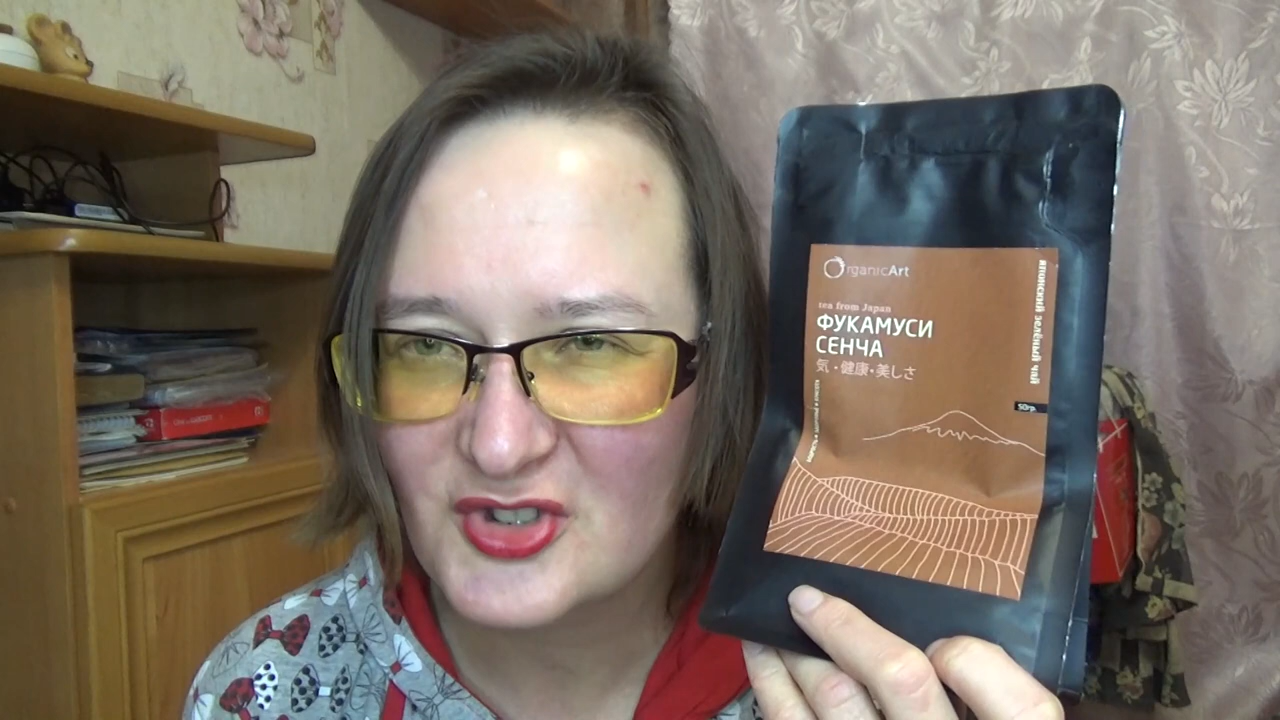 OrganicArt
tea from Japan
ФУКАМУСИ
СЕНЧА
気・健康・美しさ
ЯПОНСКИЙ ЗЕЛЁНЫЙ ЧАЙ
50гр.